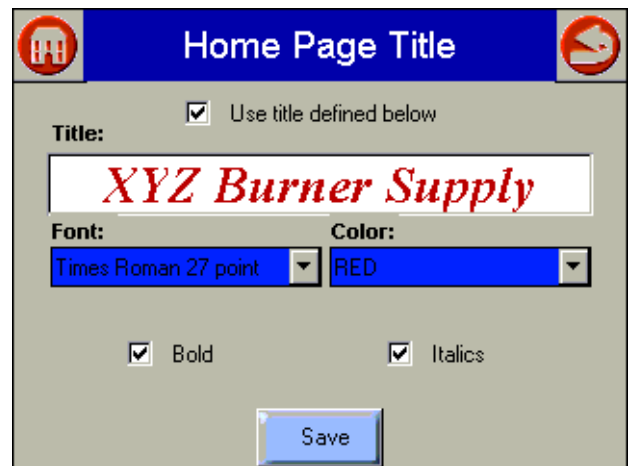 Home Page Title
Use title defined below
Title:
XYZ Burner Supply
Font: Color:
Times Roman 27 point RED
Bold Italics
Save